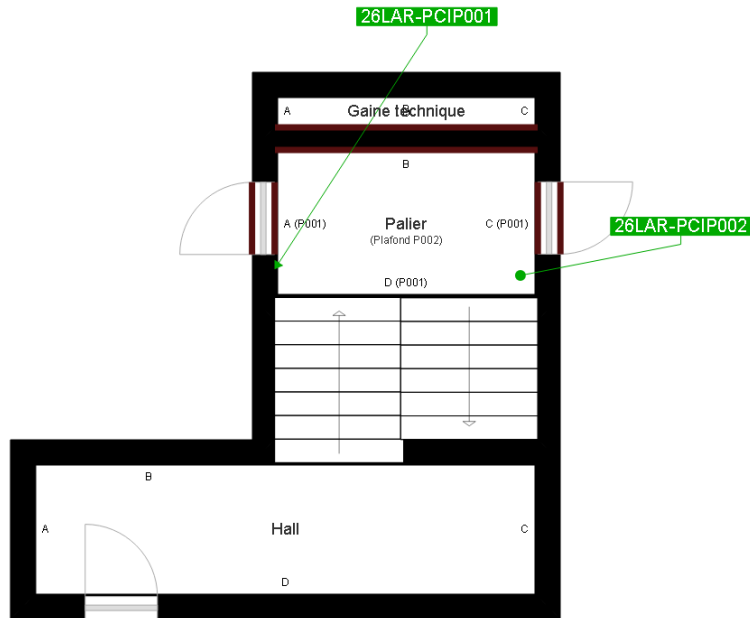 26LAR-PCIP001
A
Gaine technique
B
C
B
A (P001)
Palier
C (P001)
(Plafond P002)
26LAR-PCIP002
D (P001)
B
A
Hall
C
D